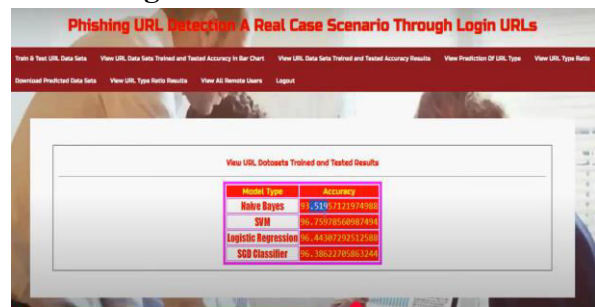 Phishing URL Detection A Real Case Scenario Through Login URLs
Train & Test URL Data Sets View URL Data Sets Trained and Tested Accuracy in Bar Chart View URL Data Sets Trained and Tested Accuracy Results View Prediction Of URL Type View URL Type Ratio
Download Predicted Data Sets View URL Type Ratio Results View All Remote Users Logout
View URL Datasets Trained and Tested Results
Model Type Accuracy
Naive Bayes 93.51957121974988
SVM 96.75978560987494
Logistic Regression 96.44307292512588
SGD Classifier 96.38622705863244